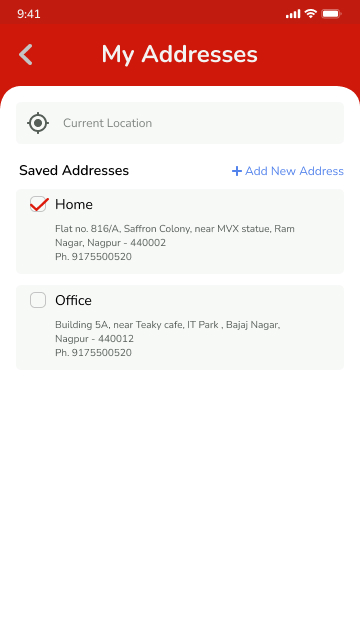 9:41
My Addresses
Current Location
Saved Addresses
Add New Address
Home
Flat no. 816/A, Saffron Colony, near MVX statue, Ram
Nagar, Nagpur - 440002
Ph. 9175500520
Office
Building 5A, near Teaky cafe, IT Park , Bajaj Nagar,
Nagpur - 440012
Ph. 9175500520